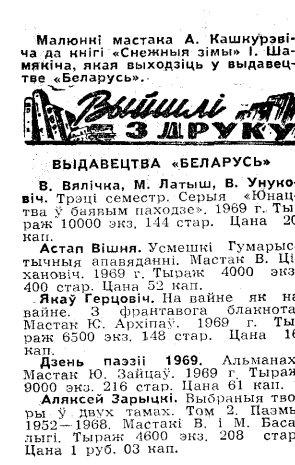 Малюнкі мастака А. Кашкурэві-
ча да кнігі «Снежныя зімы» І. Ша-
мякіна, якая выходзіць у выдавец-
тве «Беларусь».
Выйшлі
З ДРУКУ
ВЫДАВЕЦТВА «БЕЛАРУСЬ»
В. Вялічка, М. Латыш, В. Унуко-
віч. Трэці семестр. Серыя «Юнац-
тва ў баявым паходзе». 1969 г. Ты
раж 10000 экз. 144 стар. Цана 20
кап.
Астап Вішня. Усмешкі Гумарыс
тычныя апавяданні. Мастак В. Ці
хановіч. 1969 г. Тыраж 4000 экз
400 стар. Цана 52 кап.
Якаў Герцовіч. На вайне як на
вайне. З франтавога блакнота
Мастак Ю. Архіпаў. 1969 г. Ты
раж 6500 экз. 148 стар. Цана
кап.
Дзень паэзіі 1969. Альманах
Мастак Ю. Зайцаў. 1969 г Тыраж
9000 экз. 216 стар. Цана 61 кап.
Аляксей Зарыцкі. Выбраныя тво
ры ў двух тамах. Том 2. Паэмы
1952—1968. Мастакі В. і М. Баса
лыгі. Тыраж 4600 экз. 208 стар
Цана 1 руб. 03 кап.